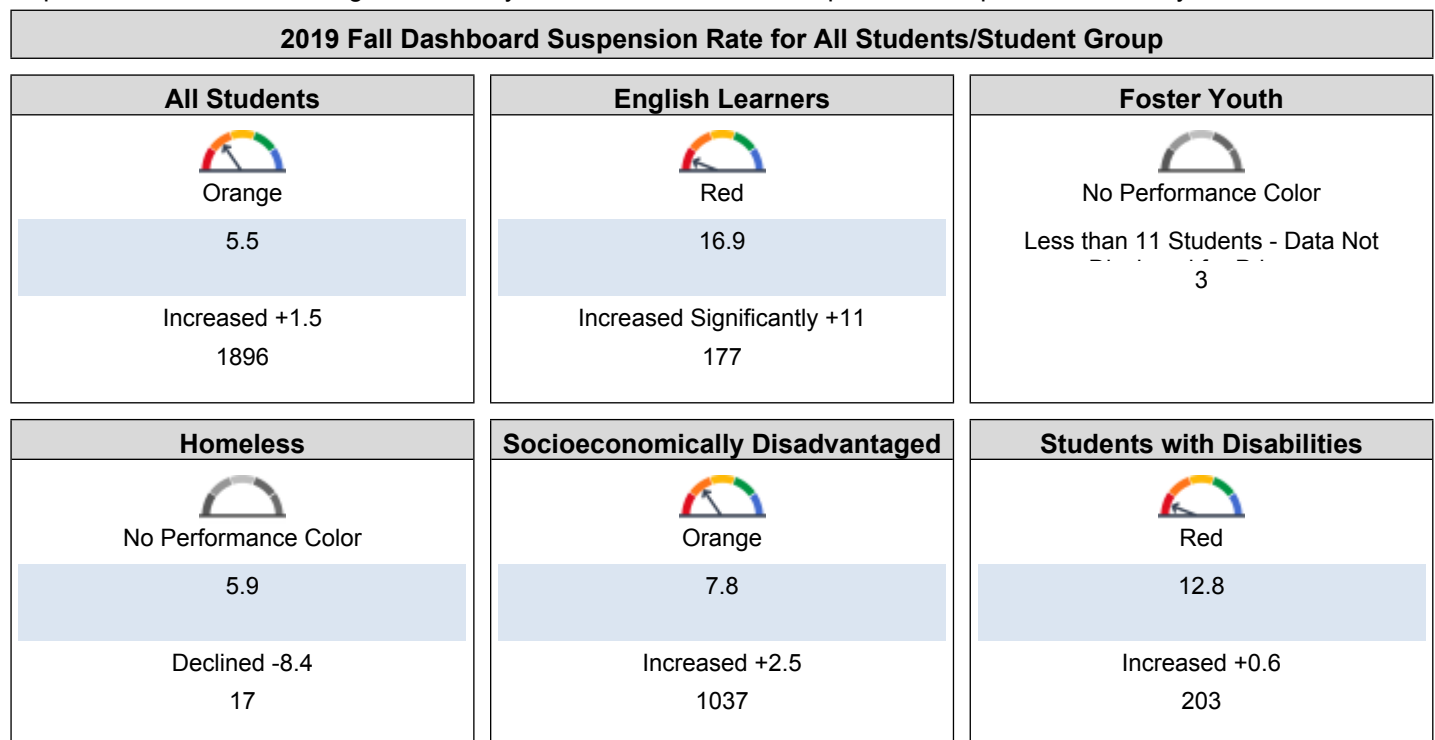 2019 Fall Dashboard Suspension Rate for All Students/Student Group
All Students
Orange
5.5
Increased +1.5
1896
English Learners
Red
16.9
Increased Significantly +11
177
Foster Youth
No Performance Color
Less than 11 Students - Data Not
3
Homeless
No Performance Color
5.9
Declined -8.4
17
Socioeconomically Disadvantaged
Orange
7.8
Increased +2.5
1037
Students with Disabilities
Red
12.8
Increased +0.6
203